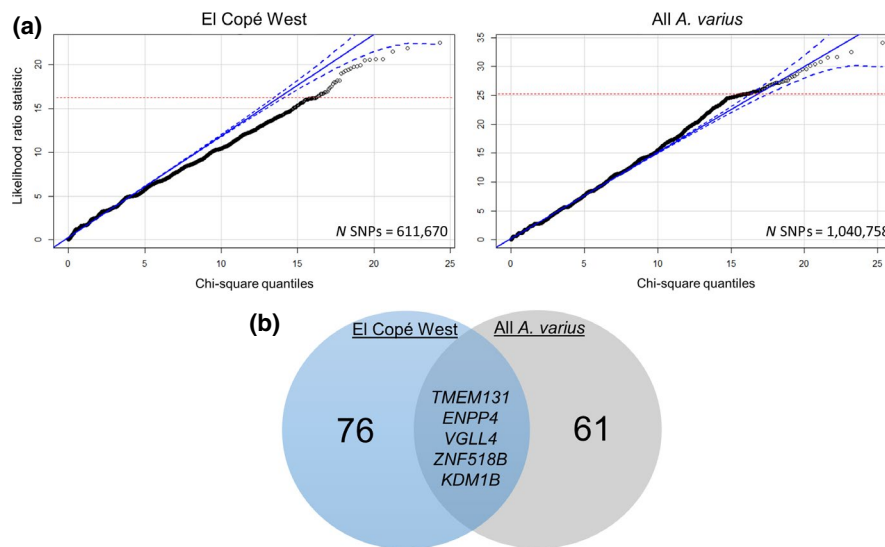 (a)
El Copé West
All A. varius
Likelihood ratio statistic
20
15
10
5
0
N SNPs = 611,670
0 5 10 15 20 25
Chi-square quantiles
35
30
25
20
15
10
5
0
N SNPs = 1,040,758
0 5 10 15 20 25
Chi-square quantiles
(b)
El Copé West
All A. varius
76
TMEM131
ENPP4
VGLL4
ZNF518B
KDM1B
61